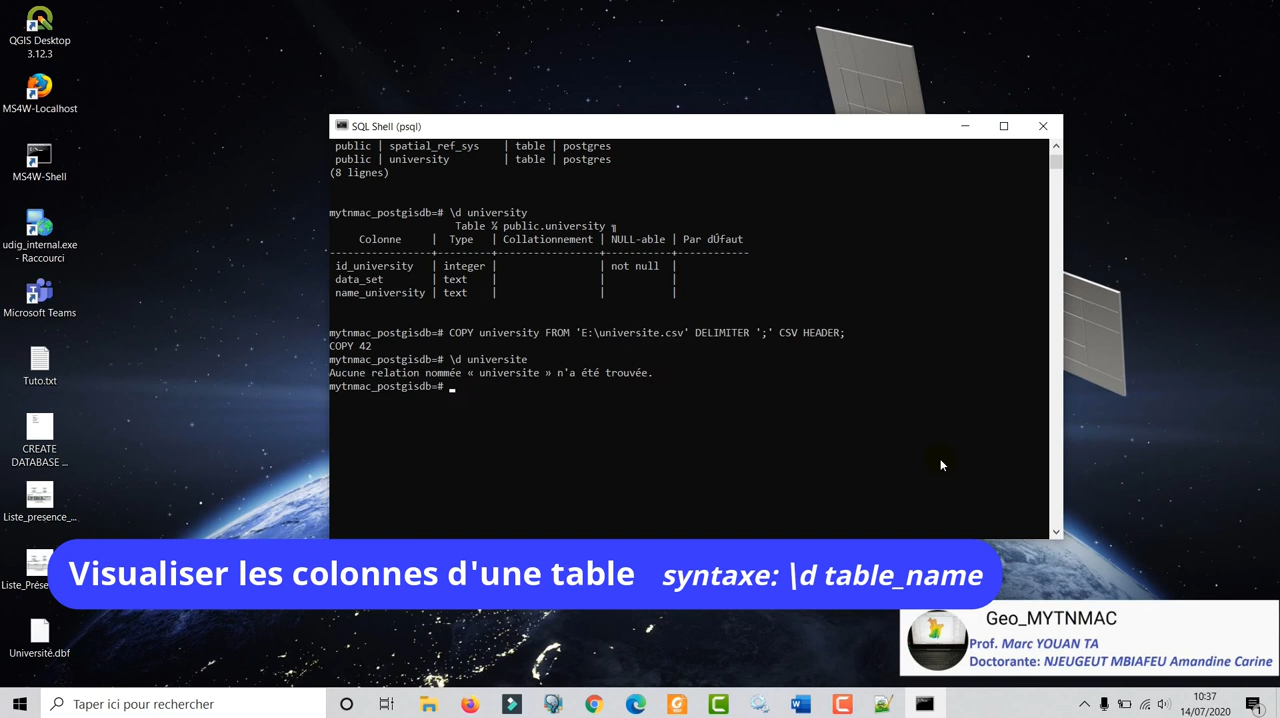 QGIS Desktop
3.12.3
MS4W-Localhost
MS4W-Shell
udig_internal.exe
- Raccourci
Microsoft Teams
Tuto.txt
CREATE
DATABASE ...
Liste_presence_...
Liste_Presence_
Université.dbf
SQL Shell (psql)
public | spatial_ref_sys | table | postgres
public | university | table | postgres
(8 lignes)
mytnmac_postgisdb=# \d university
Table ½ public.university ╗
Colonne | Type | Collationnement | NULL-able | Par dÚfaut
---------------+---------+-----------------+-----------+------------
id_university | integer | | not null |
data_set | text | | |
name_university | text | | |
mytnmac_postgisdb=# COPY university FROM 'E:\universite.csv' DELIMITER ';' CSV HEADER;
COPY 42
mytnmac_postgisdb=# \d universite
Aucune relation nommée « universite » n'a été trouvée.
mytnmac_postgisdb=# _
Visualiser les colonnes d'une table syntaxe: \d table_name
Geo_MYTNMAC
Prof. Marc YOUAN TA
Doctorante: NJEUGEUT MBIAFEU Amandine Carine
Taper ici pour rechercher
10:37
14/07/2020
1